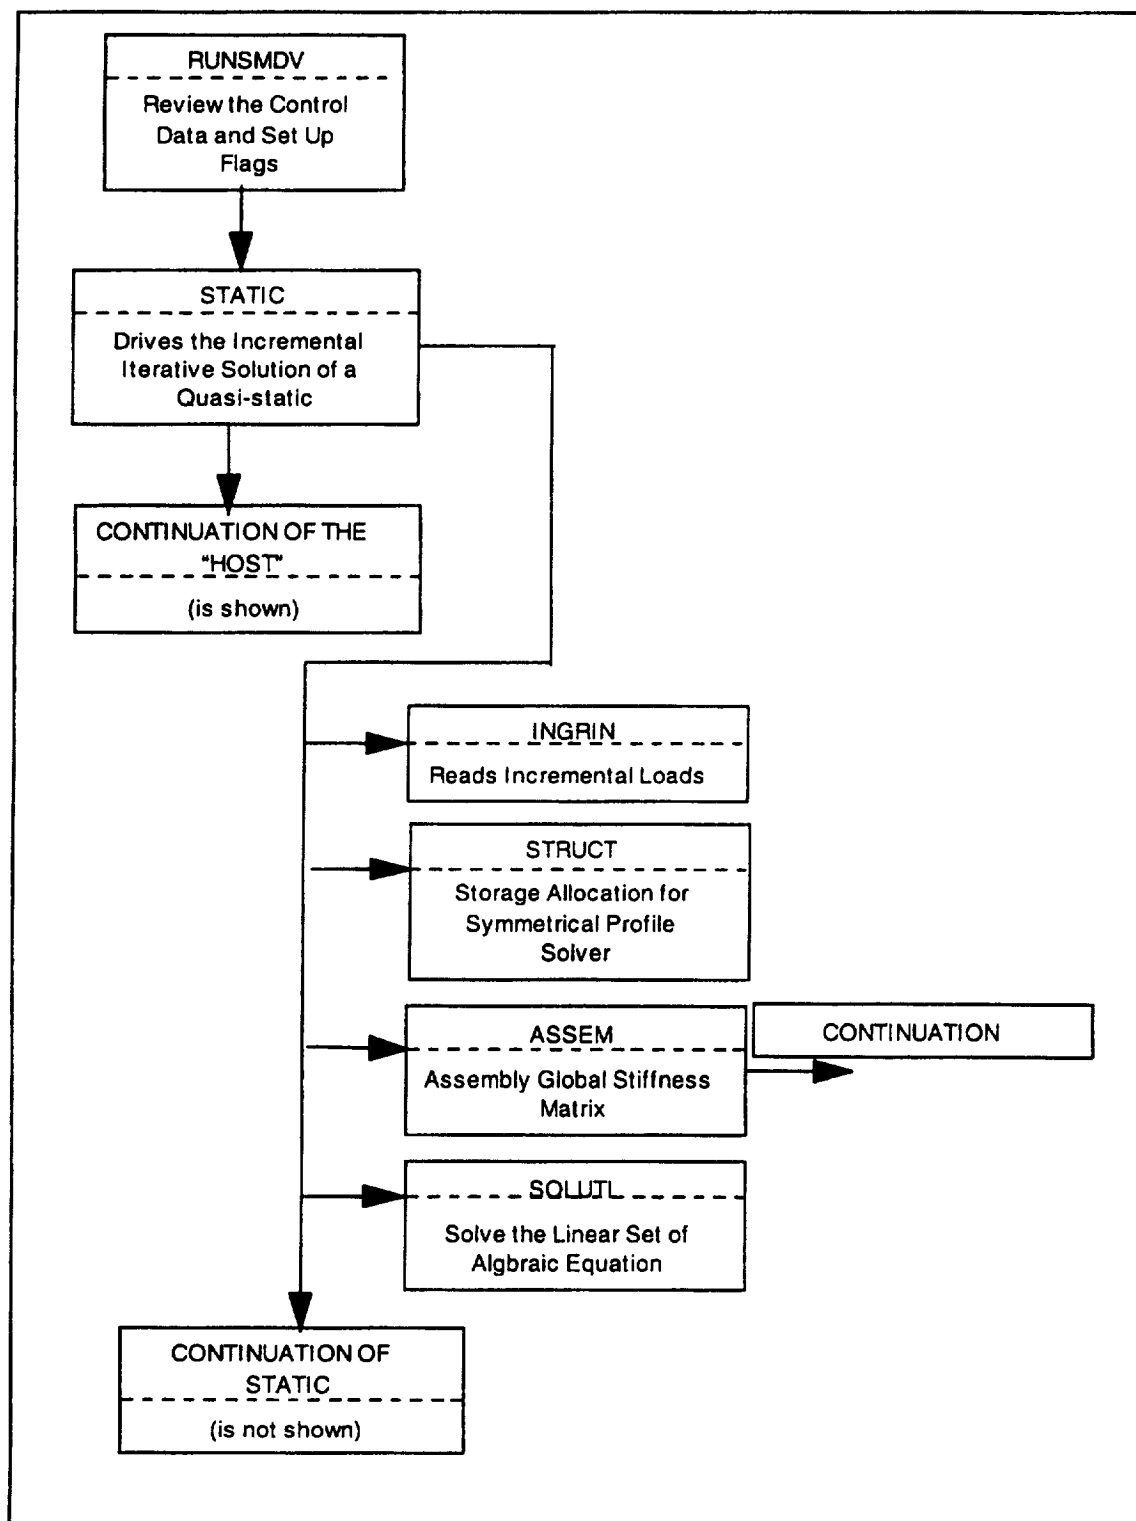 RUNSMDV
Review the Control
Data and Set Up
Flags
STATIC
Drives the Incremental
Iterative Solution of a
Quasi-static
CONTINUATION OF THE
"HOST"
(is shown)
INGRIN
Reads Incremental Loads
STRUCT
Storage Allocation for
Symmetrical Profile
Solver
ASSEM
Assembly Global Stiffness
Matrix
CONTINUATION
SOLUTL
Solve the Linear Set of
Algbraic Equation
CONTINUATION OF
STATIC
(is not shown)